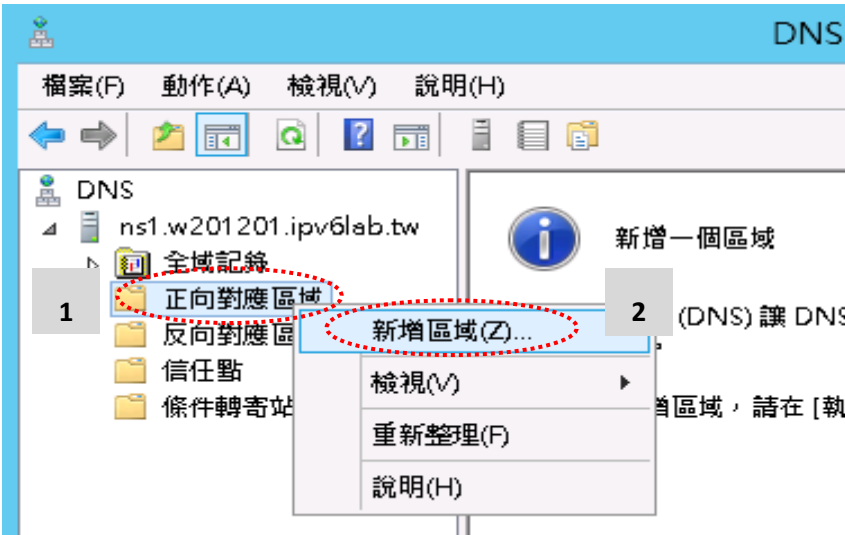 DNS
檔案(F) 動作(A) 檢視(V) 說明(H)
DNS
ns1.w201201.ipv6lab.tw
全域記錄
正向對應區域
反向對應區
信任點
條件轉寄站
1
新增區域(Z)...
檢視(V)
重新整理(F)
說明(H)
2
新增一個區域
(DNS) 讓 DNS
區域，請在 [執